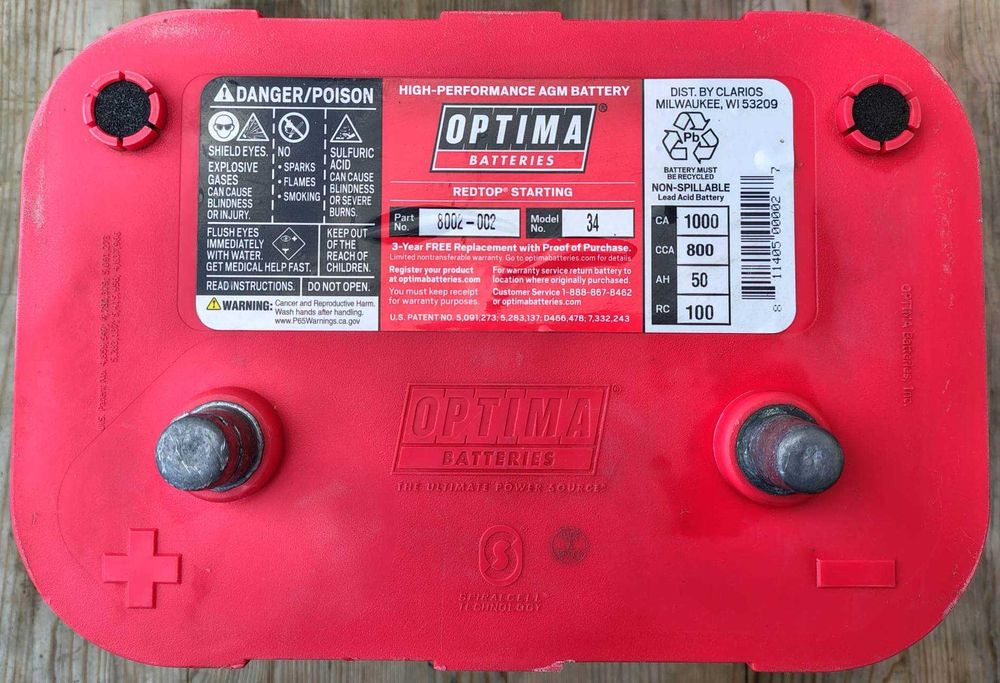 DANGER/POISON
SHIELD EYES.
EXPLOSIVE
GASES
CAN CAUSE
BLINDNESS
OR INJURY.
NO
• SPARKS
• FLAMES
• SMOKING
SULFURIC
ACID
CAN CAUSE
BLINDNESS
OR SEVERE
BURNS.
FLUSH EYES
IMMEDIATELY
WITH WATER.
GET MEDICAL HELP FAST.
KEEP OUT
OF THE
REACH OF
CHILDREN.
READ INSTRUCTIONS.
DO NOT OPEN.
WARNING: Cancer and Reproductive Harm.
Wash hands after handling.
www.P65Warnings.ca.gov
HIGH-PERFORMANCE AGM BATTERY
OPTIMA®
BATTERIES
REDTOP® STARTING
Part No. 8002-002 Model No. 34
3-Year FREE Replacement with Proof of Purchase.
Limited nontransferable warranty. Go to optimabatteries.com for details.
Register your product
at optimabatteries.com
You must keep receipt
for warranty purposes.
For warranty service return battery to
location where originally purchased.
Customer Service 1-888-867-8462
or optimabatteries.com
U.S. PATENT NO. 5,091,273; 5,283,137; D466,478; 7,332,243
DIST. BY CLARIOS
MILWAUKEE, WI 53209
Pb
BATTERY MUST
BE RECYCLED
NON-SPILLABLE
Lead Acid Battery
CA 1000
CCA 800
AH 50
RC 100
8 11405 00002 7
OPTIMA Batteries, Inc.
OPTIMA®
BATTERIES
THE ULTIMATE POWER SOURCE®
S
SPIRALCELL®
TECHNOLOGY